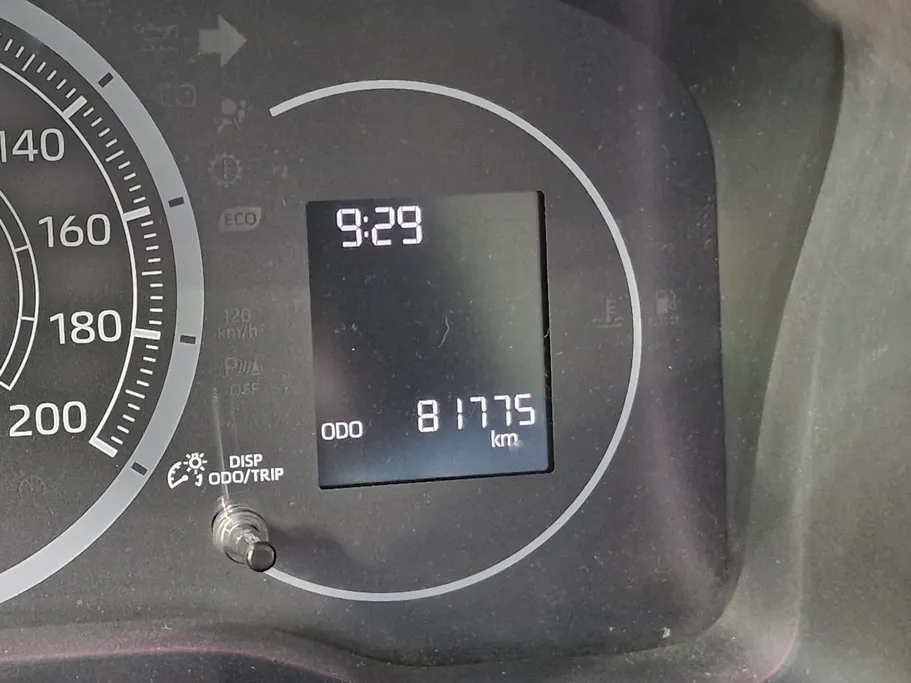 140
160
180
200
ECO
120
km/h
9:29
ODO 81775
km
DISP
ODO/TRIP